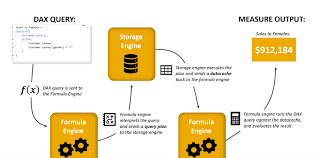 DAX QUERY:
MEASURE OUTPUT:
Sales to Females
$912,184
Storage
Engine
Storage engine executes the
plan and sends a datacache
back to the formula engine
f(x)
DAX query is sent to
the Formula Engine
Formula
Engine
Formula engine
interprets the query
and sends a query plan
to the storage engine
Formula
Engine
Formula engine runs the DAX
query against the datacache,
and evaluates the result